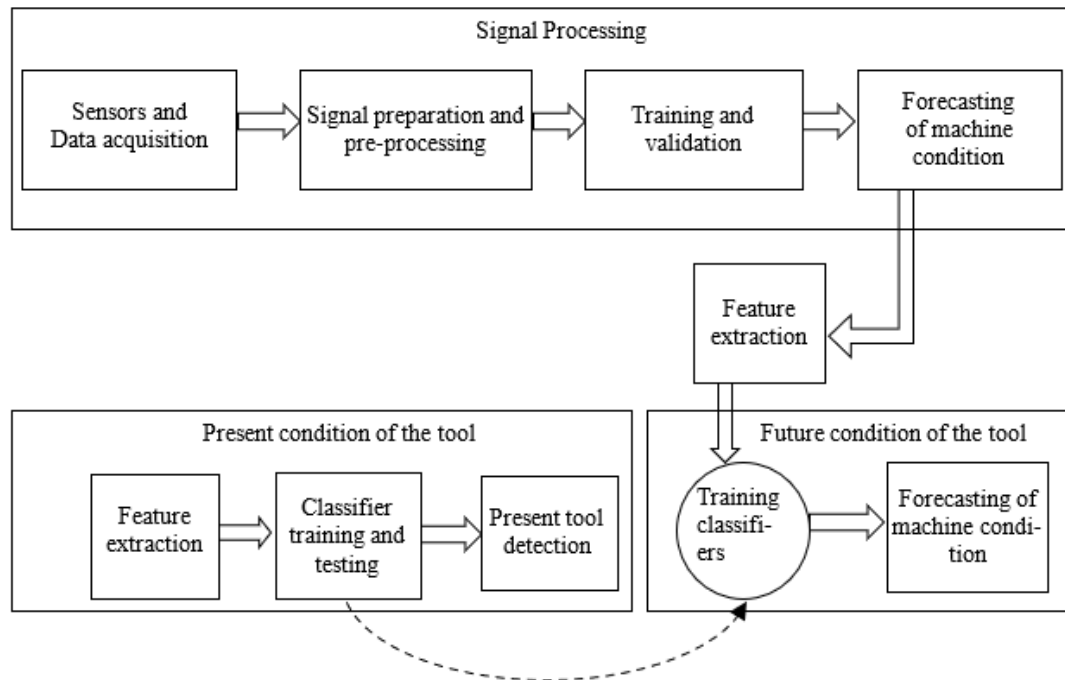 Signal Processing
Sensors and
Data acquisition
Signal preparation and
pre-processing
Training and
validation
Forecasting
of machine
condition
Feature
extraction
Present condition of the tool
Feature
extraction
Classifier
training and
testing
Present tool
detection
Future condition of the tool
Training
classifi-
ers
Forecasting of
machine condi-
tion